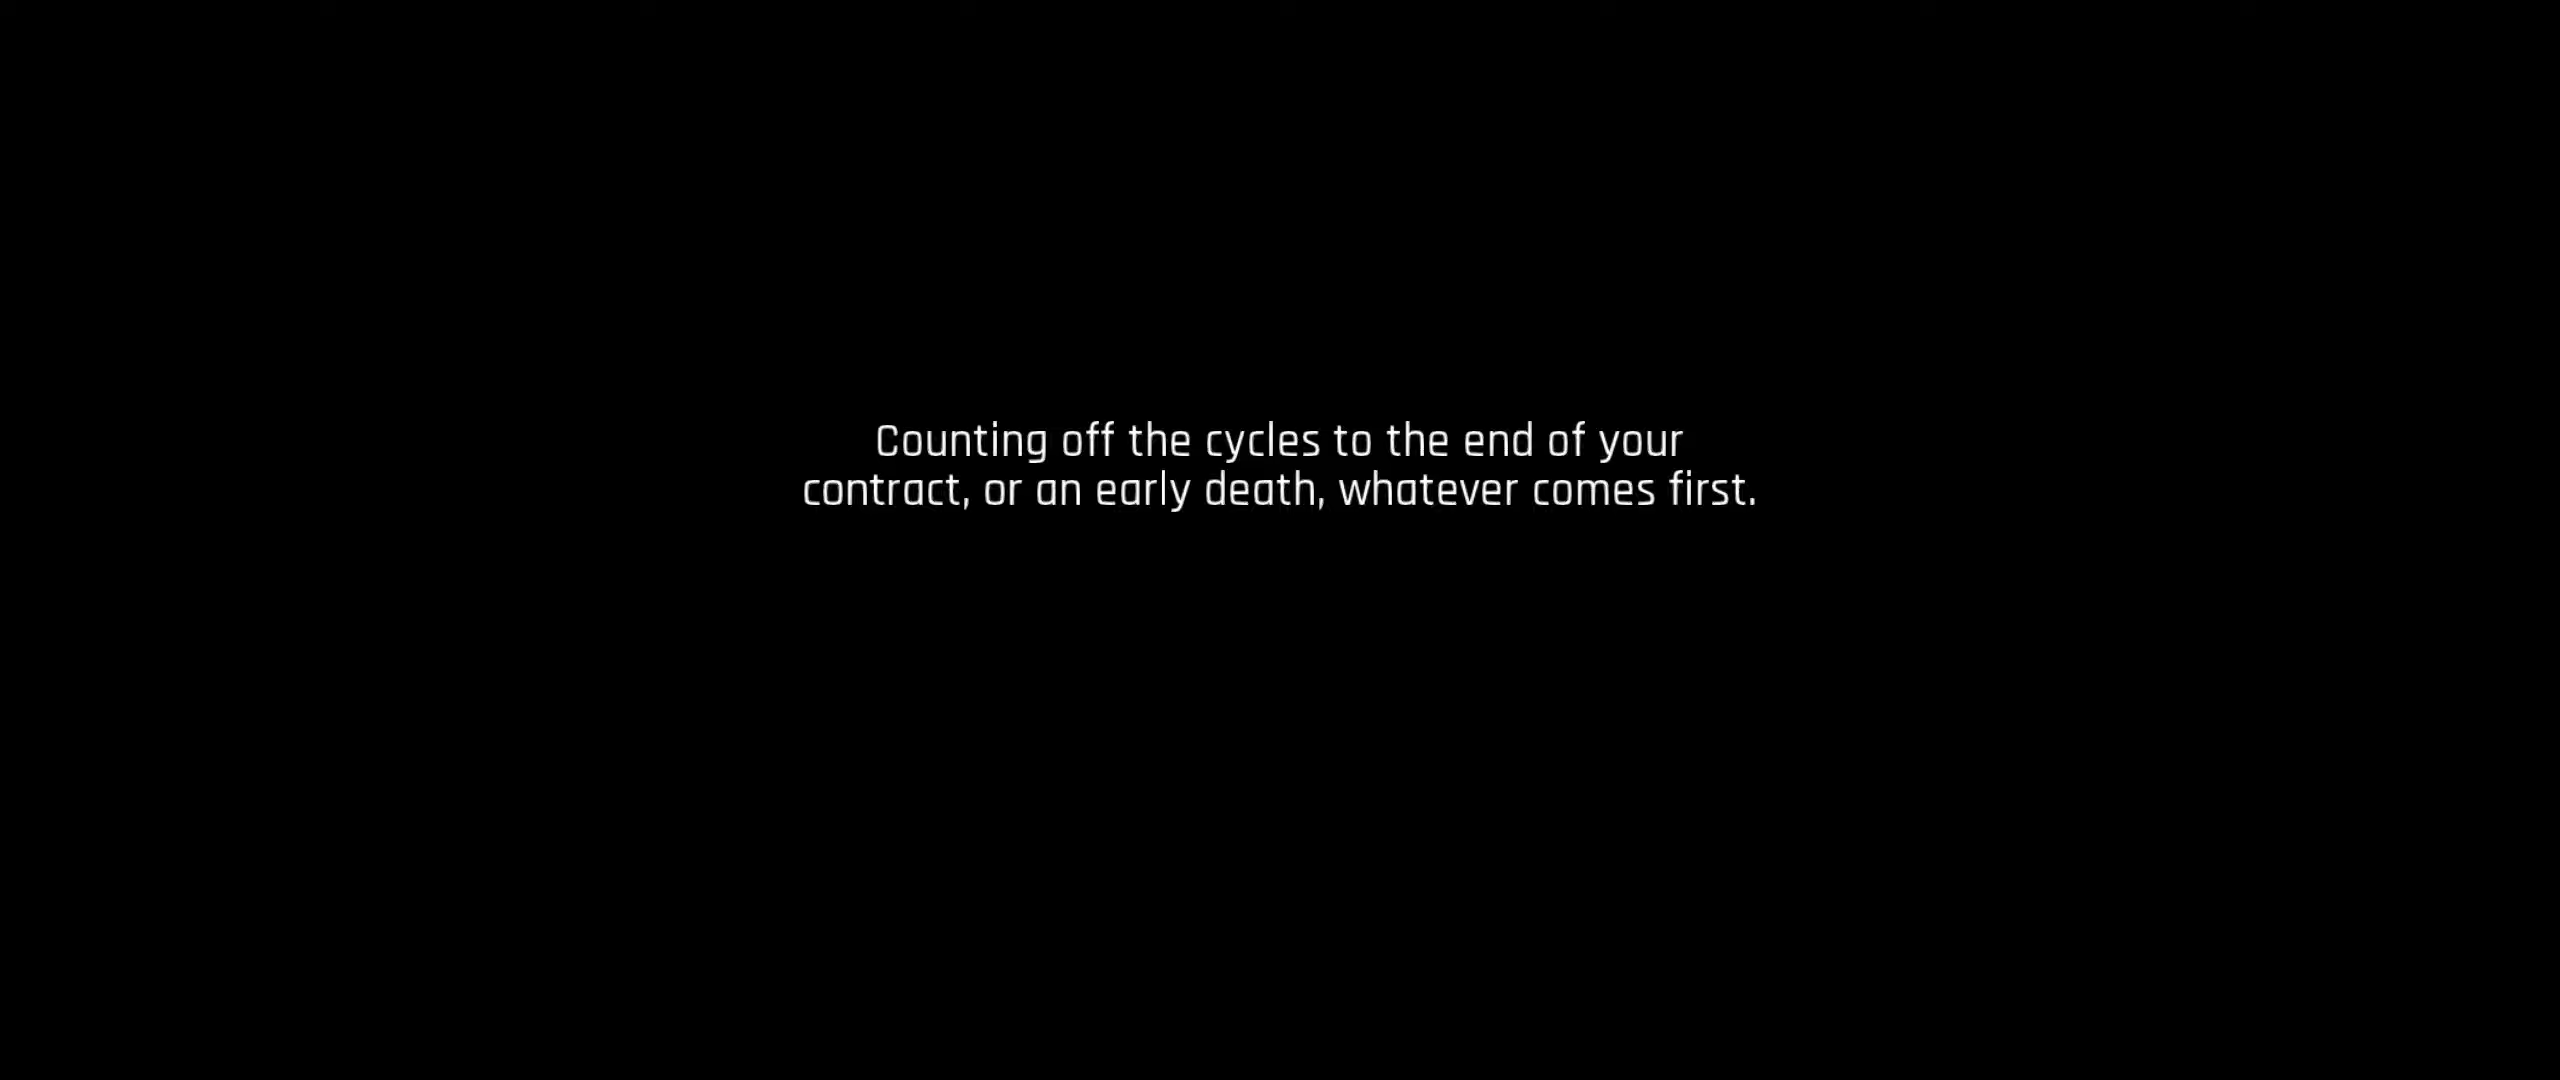 Counting off the cycles to the end of your
contract, or an early death, whatever comes first.